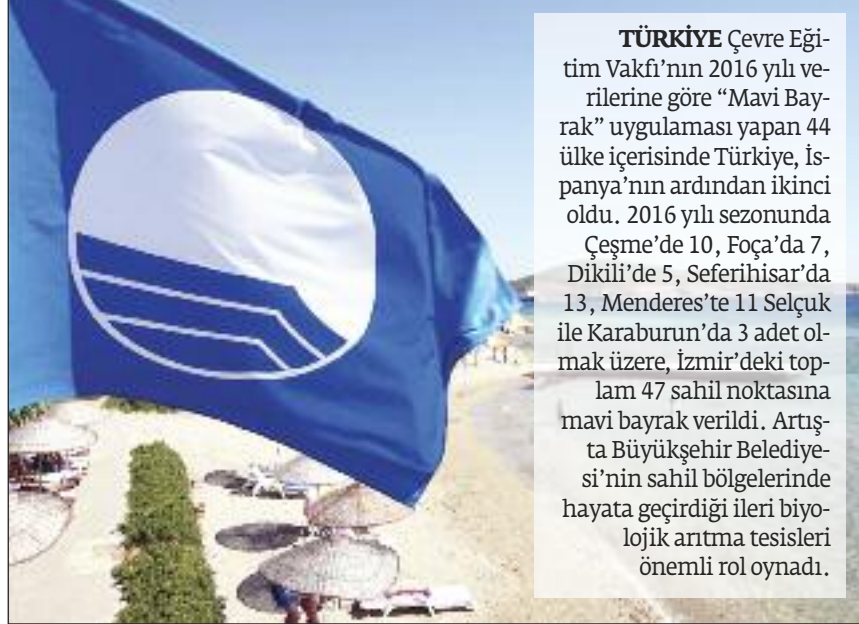 TÜRKİYE Çevre Eği-
tim Vakfı’nın 2016 yılı ve-
rilerine göre “Mavi Bay-
rak” uygulaması yapan 44
ülke içerisinde Türkiye, İs-
panya’nın ardından ikinci
oldu. 2016 yılı sezonunda
Çeşme’de 10, Foça’da 7,
Dikili’de 5, Seferihisar’da
13, Menderes’te 11 Selçuk
ile Karaburun’da 3 adet ol-
mak üzere, İzmir’deki top-
lam 47 sahil noktasına
mavi bayrak verildi. Artış-
ta Büyükşehir Belediye-
si’nin sahil bölgelerinde
hayata geçirdiği ileri biyo-
lojik arıtma tesisleri
önemli rol oynadı.